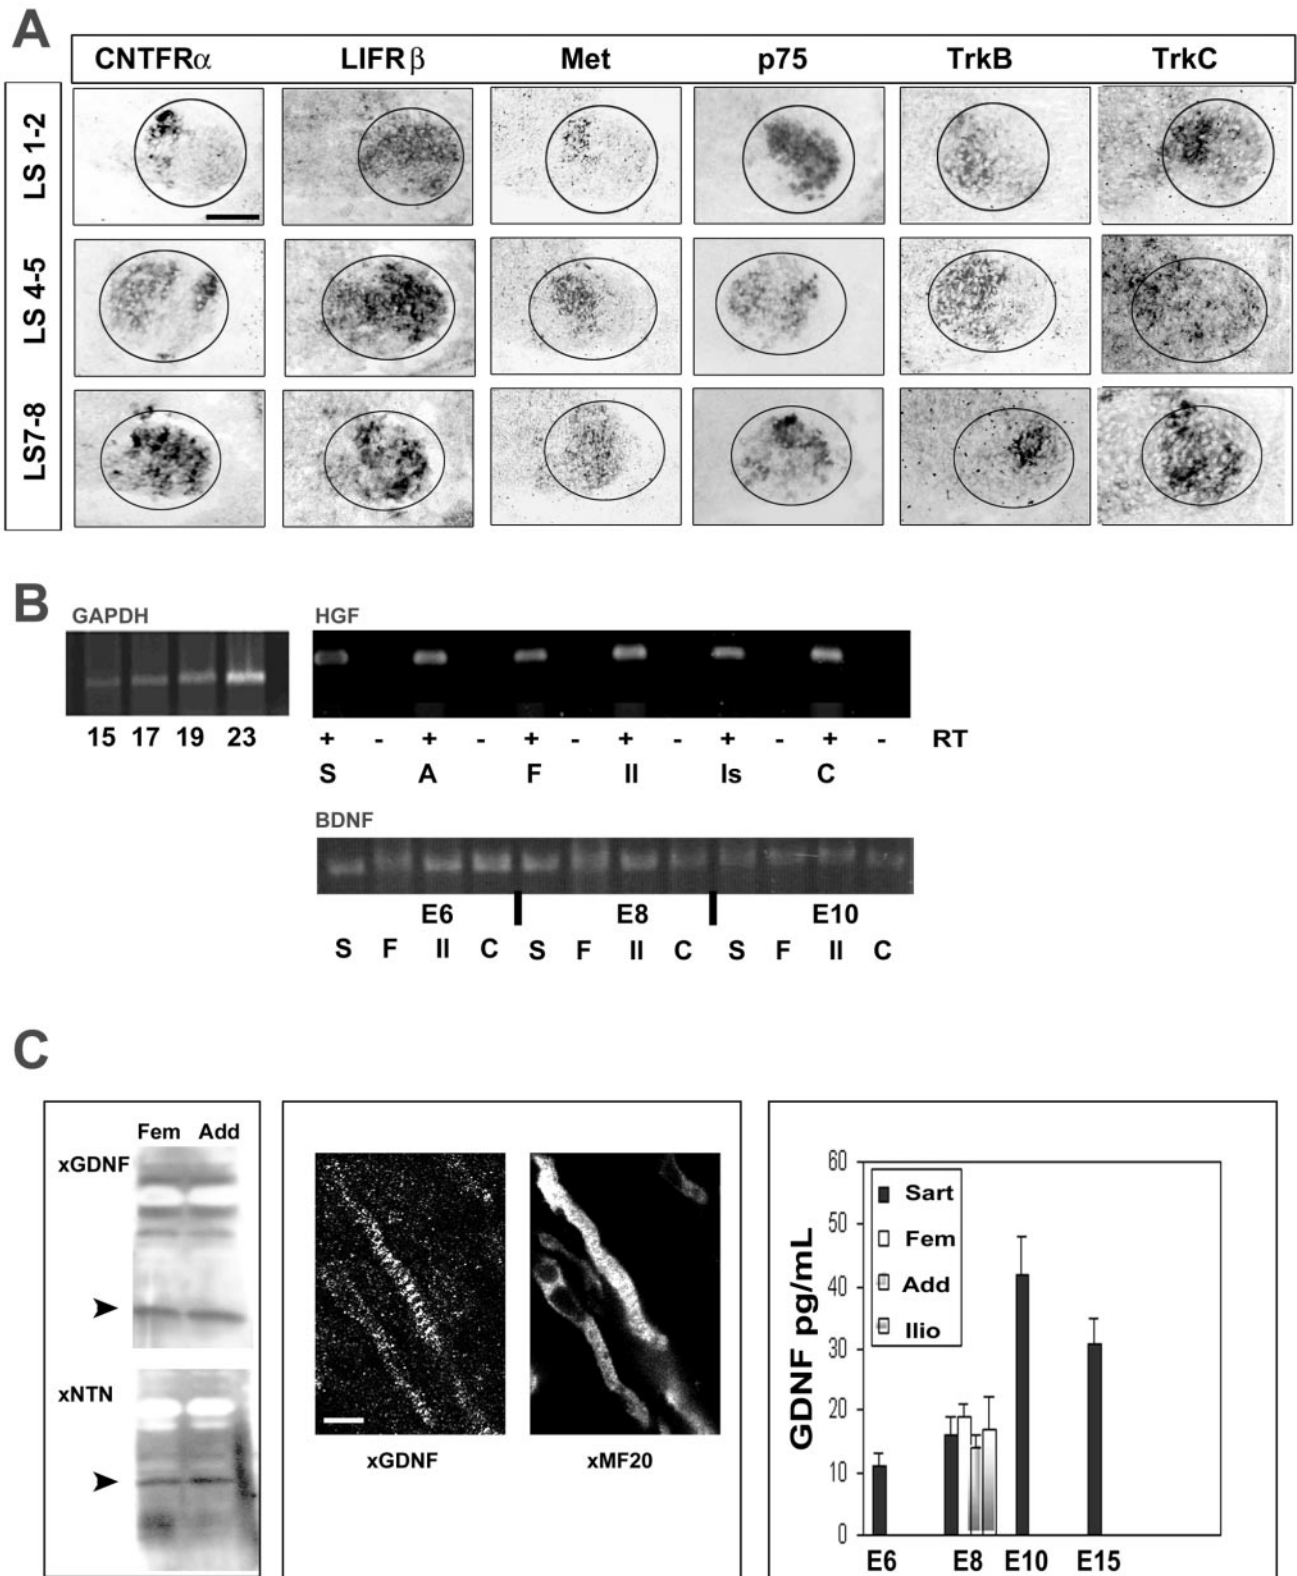 A
CNTFRα LIFR β Met p75 TrkB TrkC
LS 1-2
LS 4-5
LS7-8
B
GAPDH
15 17 19 23
HGF
+ - + - + - + - + - + - RT
S A F Il Is C
BDNF
E6 E8 E10
S F Il C S F Il C S F Il C
C
Fem Add
xGDNF
xNTN
xGDNF
xMF20
GDNF pg/mL
60
50
40
30
20
10
0
Sart
Fem
Add
Ilio
E6 E8 E10 E15